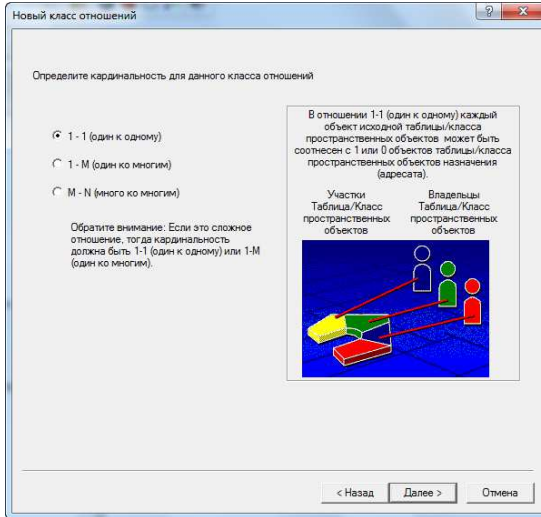 Новый класс отношений
Определите кардинальность для данного класса отношений
1 - 1 (один к одному)
1 - М (один ко многим)
М - N (много ко многим)
Обратите внимание: Если это сложное
отношение, тогда кардинальность
должна быть 1-1 (один к одному) или 1-М
(один ко многим).
В отношении 1-1 (один к одному) каждый
объект исходной таблицы/класса
пространственных объектов может быть
соотнесен с 1 или 0 объектов таблицы/класса
пространственных объектов назначения
(адресата).
Участки
Таблица/Класс
пространственных
объектов
Владельцы
Таблица/Класс
пространственных
объектов
< Назад
Далее >
Отмена